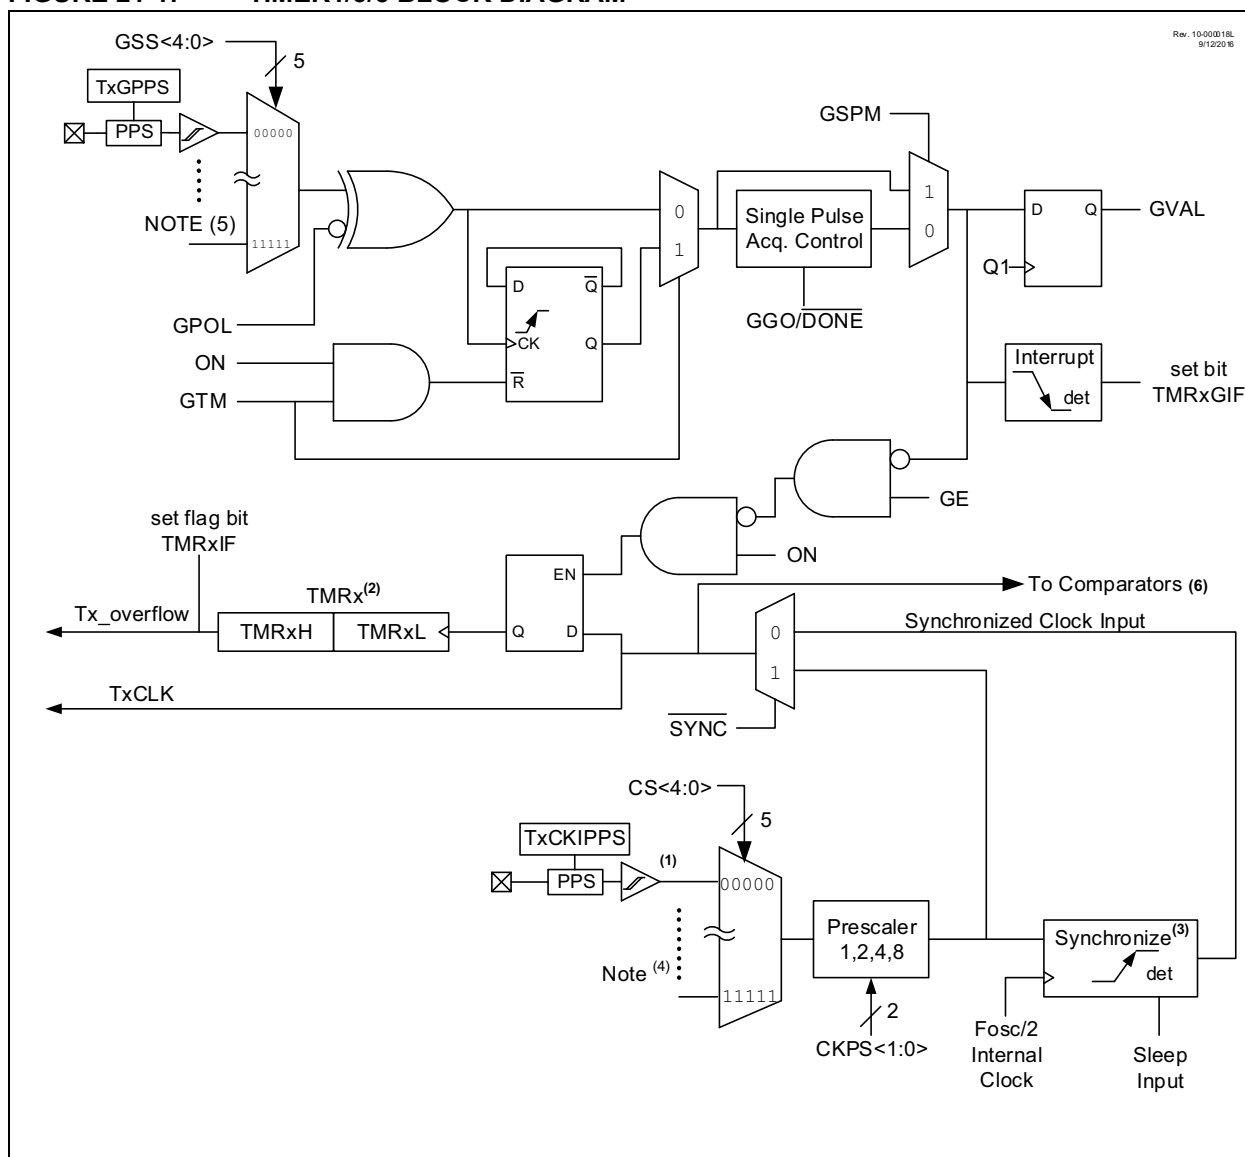 Rev. 10-000018L
9/12/2016
GSS<4:0>
5
TxGPPS
PPS
00000
NOTE (5)
11111
GPOL
ON
GTM
0
1
D
Q
CK
Q
R
Single Pulse
Acq. Control
GGO/DONE
GSPM
1
0
D
Q
Q1
GVAL
Interrupt
det
set bit
TMRxGIF
GE
ON
set flag bit
TMRxIF
Tx_overflow
TMRx(2)
TMRxH
TMRxL
EN
Q
D
TxCLK
To Comparators (6)
0
1
Synchronized Clock Input
SYNC
CS<4:0>
5
TxCKIPPS
PPS
(1)
00000
Note (4)
11111
Prescaler
1,2,4,8
2
CKPS<1:0>
Synchronize(3)
det
Fosc/2
Internal
Clock
Sleep
Input